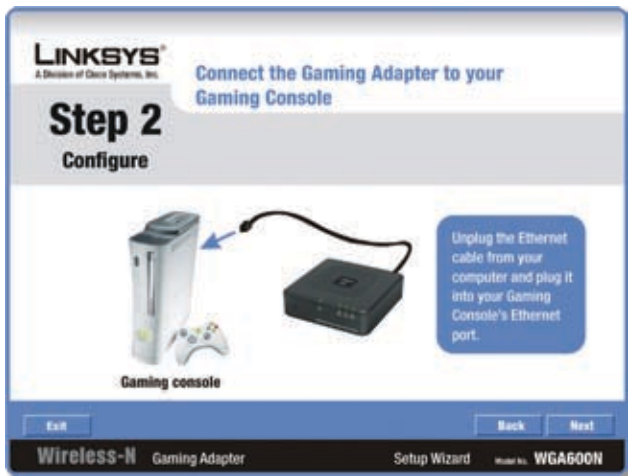 LINKSYS®
A Division of Cisco Systems, Inc.
Connect the Gaming Adapter to your
Gaming Console
Step 2
Configure
Unplug the Ethernet
cable from your
computer and plug it
into your Gaming
Console's Ethernet
port.
Gaming console
Exit
Back
Next
Wireless-N Gaming Adapter
Setup Wizard
Model No. WGA600N